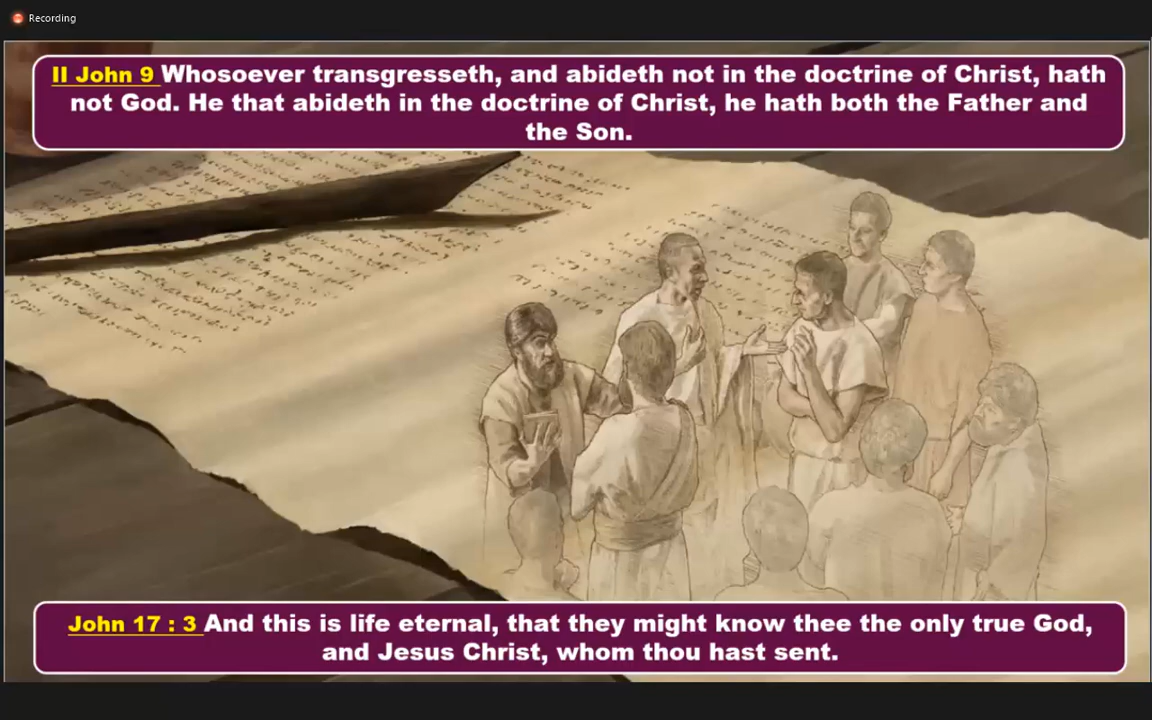 Recording
II John 9 Whosoever transgresseth, and abideth not in the doctrine of Christ, hath
not God. He that abideth in the doctrine of Christ, he hath both the Father and
the Son.
John 17 : 3 And this is life eternal, that they might know thee the only true God,
and Jesus Christ, whom thou hast sent.